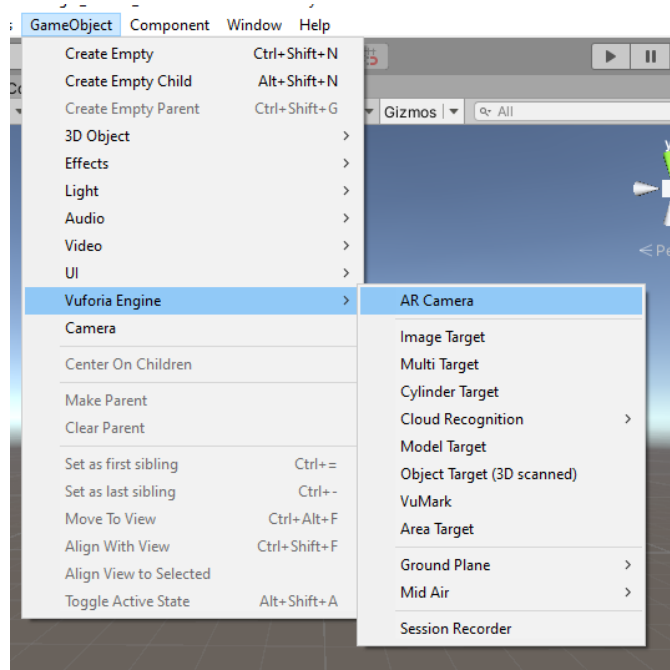 GameObject Component Window Help
Create Empty Ctrl+Shift+N
Create Empty Child Alt+Shift+N
Create Empty Parent Ctrl+Shift+G
3D Object
Effects
Light
Audio
Video
UI
Vuforia Engine
Camera
Center On Children
Make Parent
Clear Parent
Set as first sibling Ctrl+=
Set as last sibling Ctrl+-
Move To View Ctrl+Alt+F
Align With View Ctrl+Shift+F
Align View to Selected
Toggle Active State Alt+Shift+A
Gizmos All
y
< Pe
AR Camera
Image Target
Multi Target
Cylinder Target
Cloud Recognition
Model Target
Object Target (3D scanned)
VuMark
Area Target
Ground Plane
Mid Air
Session Recorder